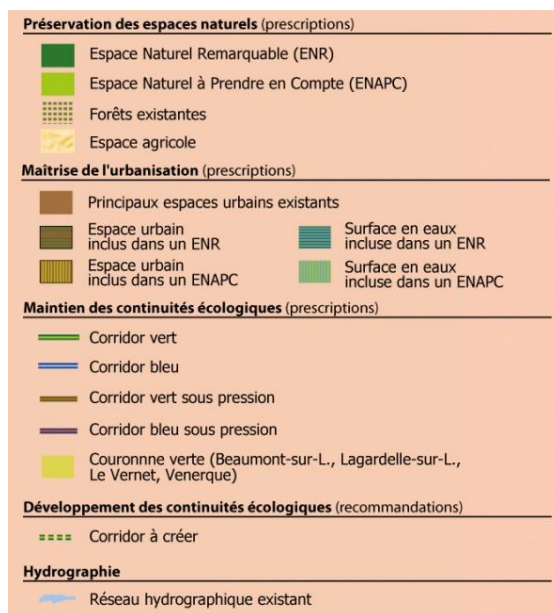 Préservation des espaces naturels (prescriptions)
Espace Naturel Remarquable (ENR)
Espace Naturel à Prendre en Compte (ENAPC)
Forêts existantes
Espace agricole
Maîtrise de l'urbanisation (prescriptions)
Principaux espaces urbains existants
Espace urbain
inclus dans un ENR
Surface en eaux
incluse dans un ENR
Espace urbain
inclus dans un ENAPC
Surface en eaux
incluse dans un ENAPC
Maintien des continuités écologiques (prescriptions)
Corridor vert
Corridor bleu
Corridor vert sous pression
Corridor bleu sous pression
Couronnne verte (Beaumont-sur-L., Lagardelle-sur-L.,
Le Vernet, Venerque)
Développement des continuités écologiques (recommandations)
Corridor à créer
Hydrographie
Réseau hydrographique existant